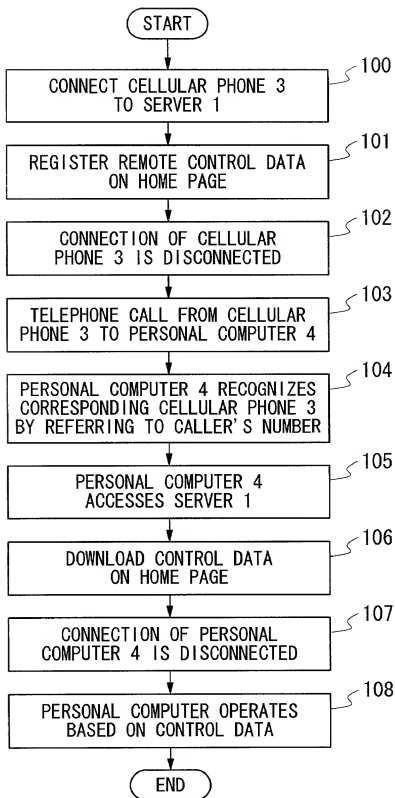 START
100
CONNECT CELLULAR PHONE 3
TO SERVER 1
101
REGISTER REMOTE CONTROL DATA
ON HOME PAGE
102
CONNECTION OF CELLULAR
PHONE 3 IS DISCONNECTED
103
TELEPHONE CALL FROM CELLULAR
PHONE 3 TO PERSONAL COMPUTER 4
104
PERSONAL COMPUTER 4 RECOGNIZES
CORRESPONDING CELLULAR PHONE 3
BY REFERRING TO CALLER'S NUMBER
105
PERSONAL COMPUTER 4
ACCESSES SERVER 1
106
DOWNLOAD CONTROL DATA
ON HOME PAGE
107
CONNECTION OF PERSONAL
COMPUTER 4 IS DISCONNECTED
108
PERSONAL COMPUTER OPERATES
BASED ON CONTROL DATA
END